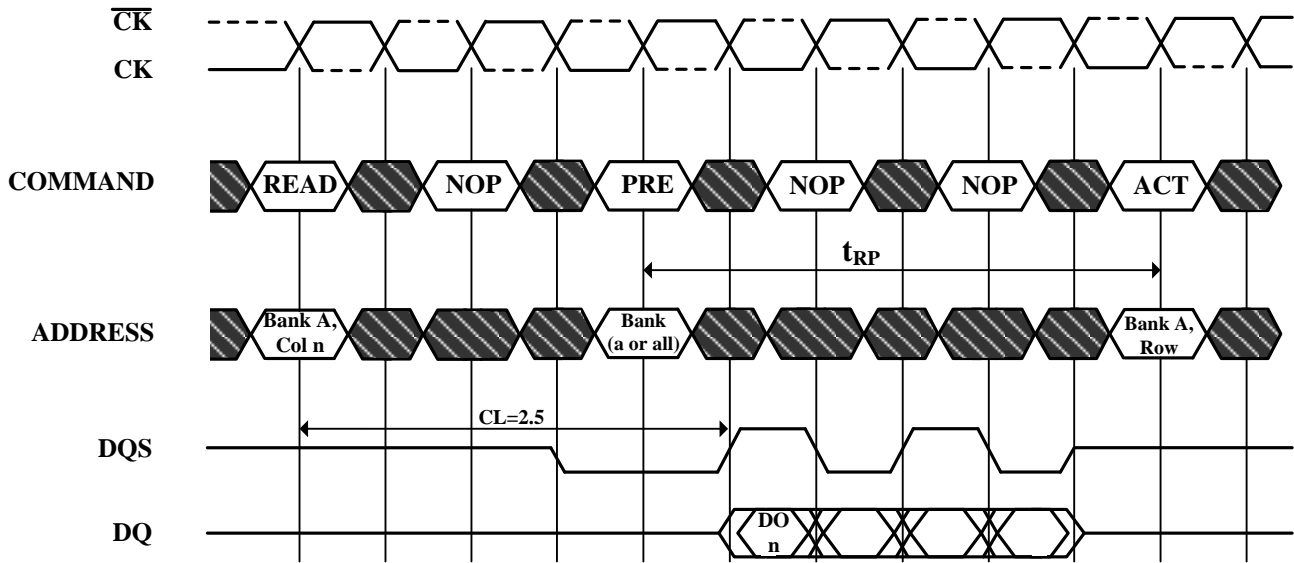 CK
CK
COMMAND
READ
NOP
PRE
NOP
NOP
ACT
tRP
ADDRESS
Bank A,
Col n
Bank
(a or all)
Bank A,
Row
CL=2.5
DQS
DQ
DO
n